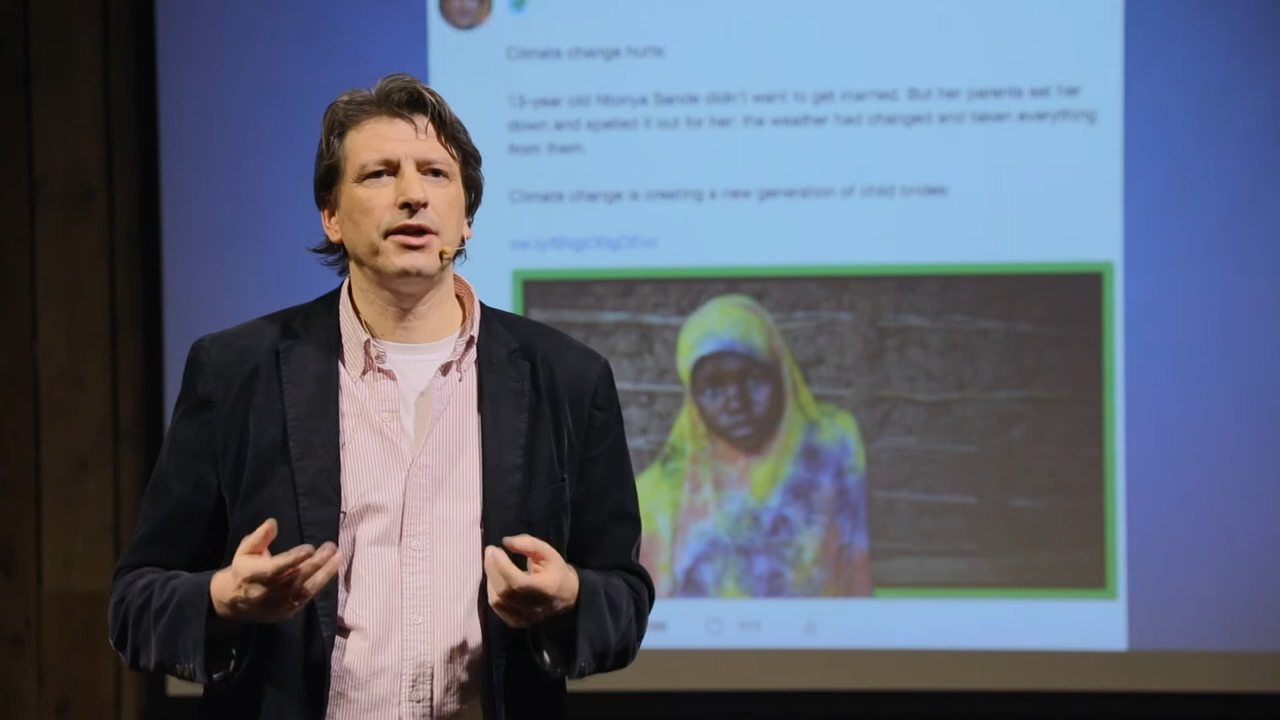 Climate change hurts:
13-year old Ntonya Sande didn't want to get married. But her parents sat her
down and spelled it out for her: the weather had changed and taken everything
from them.
Climate change is creating a new generation of child brides: